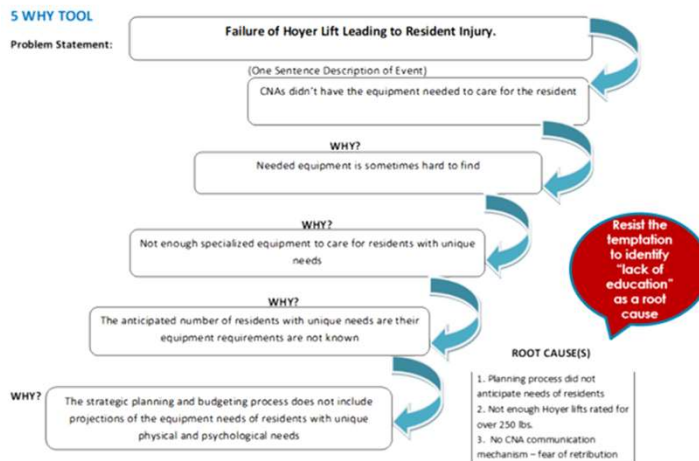 5 WHY TOOL
Problem Statement:
Failure of Hoyer Lift Leading to Resident Injury.
(One Sentence Description of Event)
CNAs didn't have the equipment needed to care for the resident
WHY?
Needed equipment is sometimes hard to find
WHY?
Not enough specialized equipment to care for residents with unique
needs
WHY?
The anticipated number of residents with unique needs are their
equipment requirements are not known
WHY?
The strategic planning and budgeting process does not include
projections of the equipment needs of residents with unique
physical and psychological needs
Resist the
temptation
to identify
"lack of
education"
as a root
cause
ROOT CAUSE(S)
1. Planning process did not
anticipate needs of residents
2. Not enough Hoyer lifts rated for
over 250 lbs.
3. No CNA communication
mechanism – fear of retribution